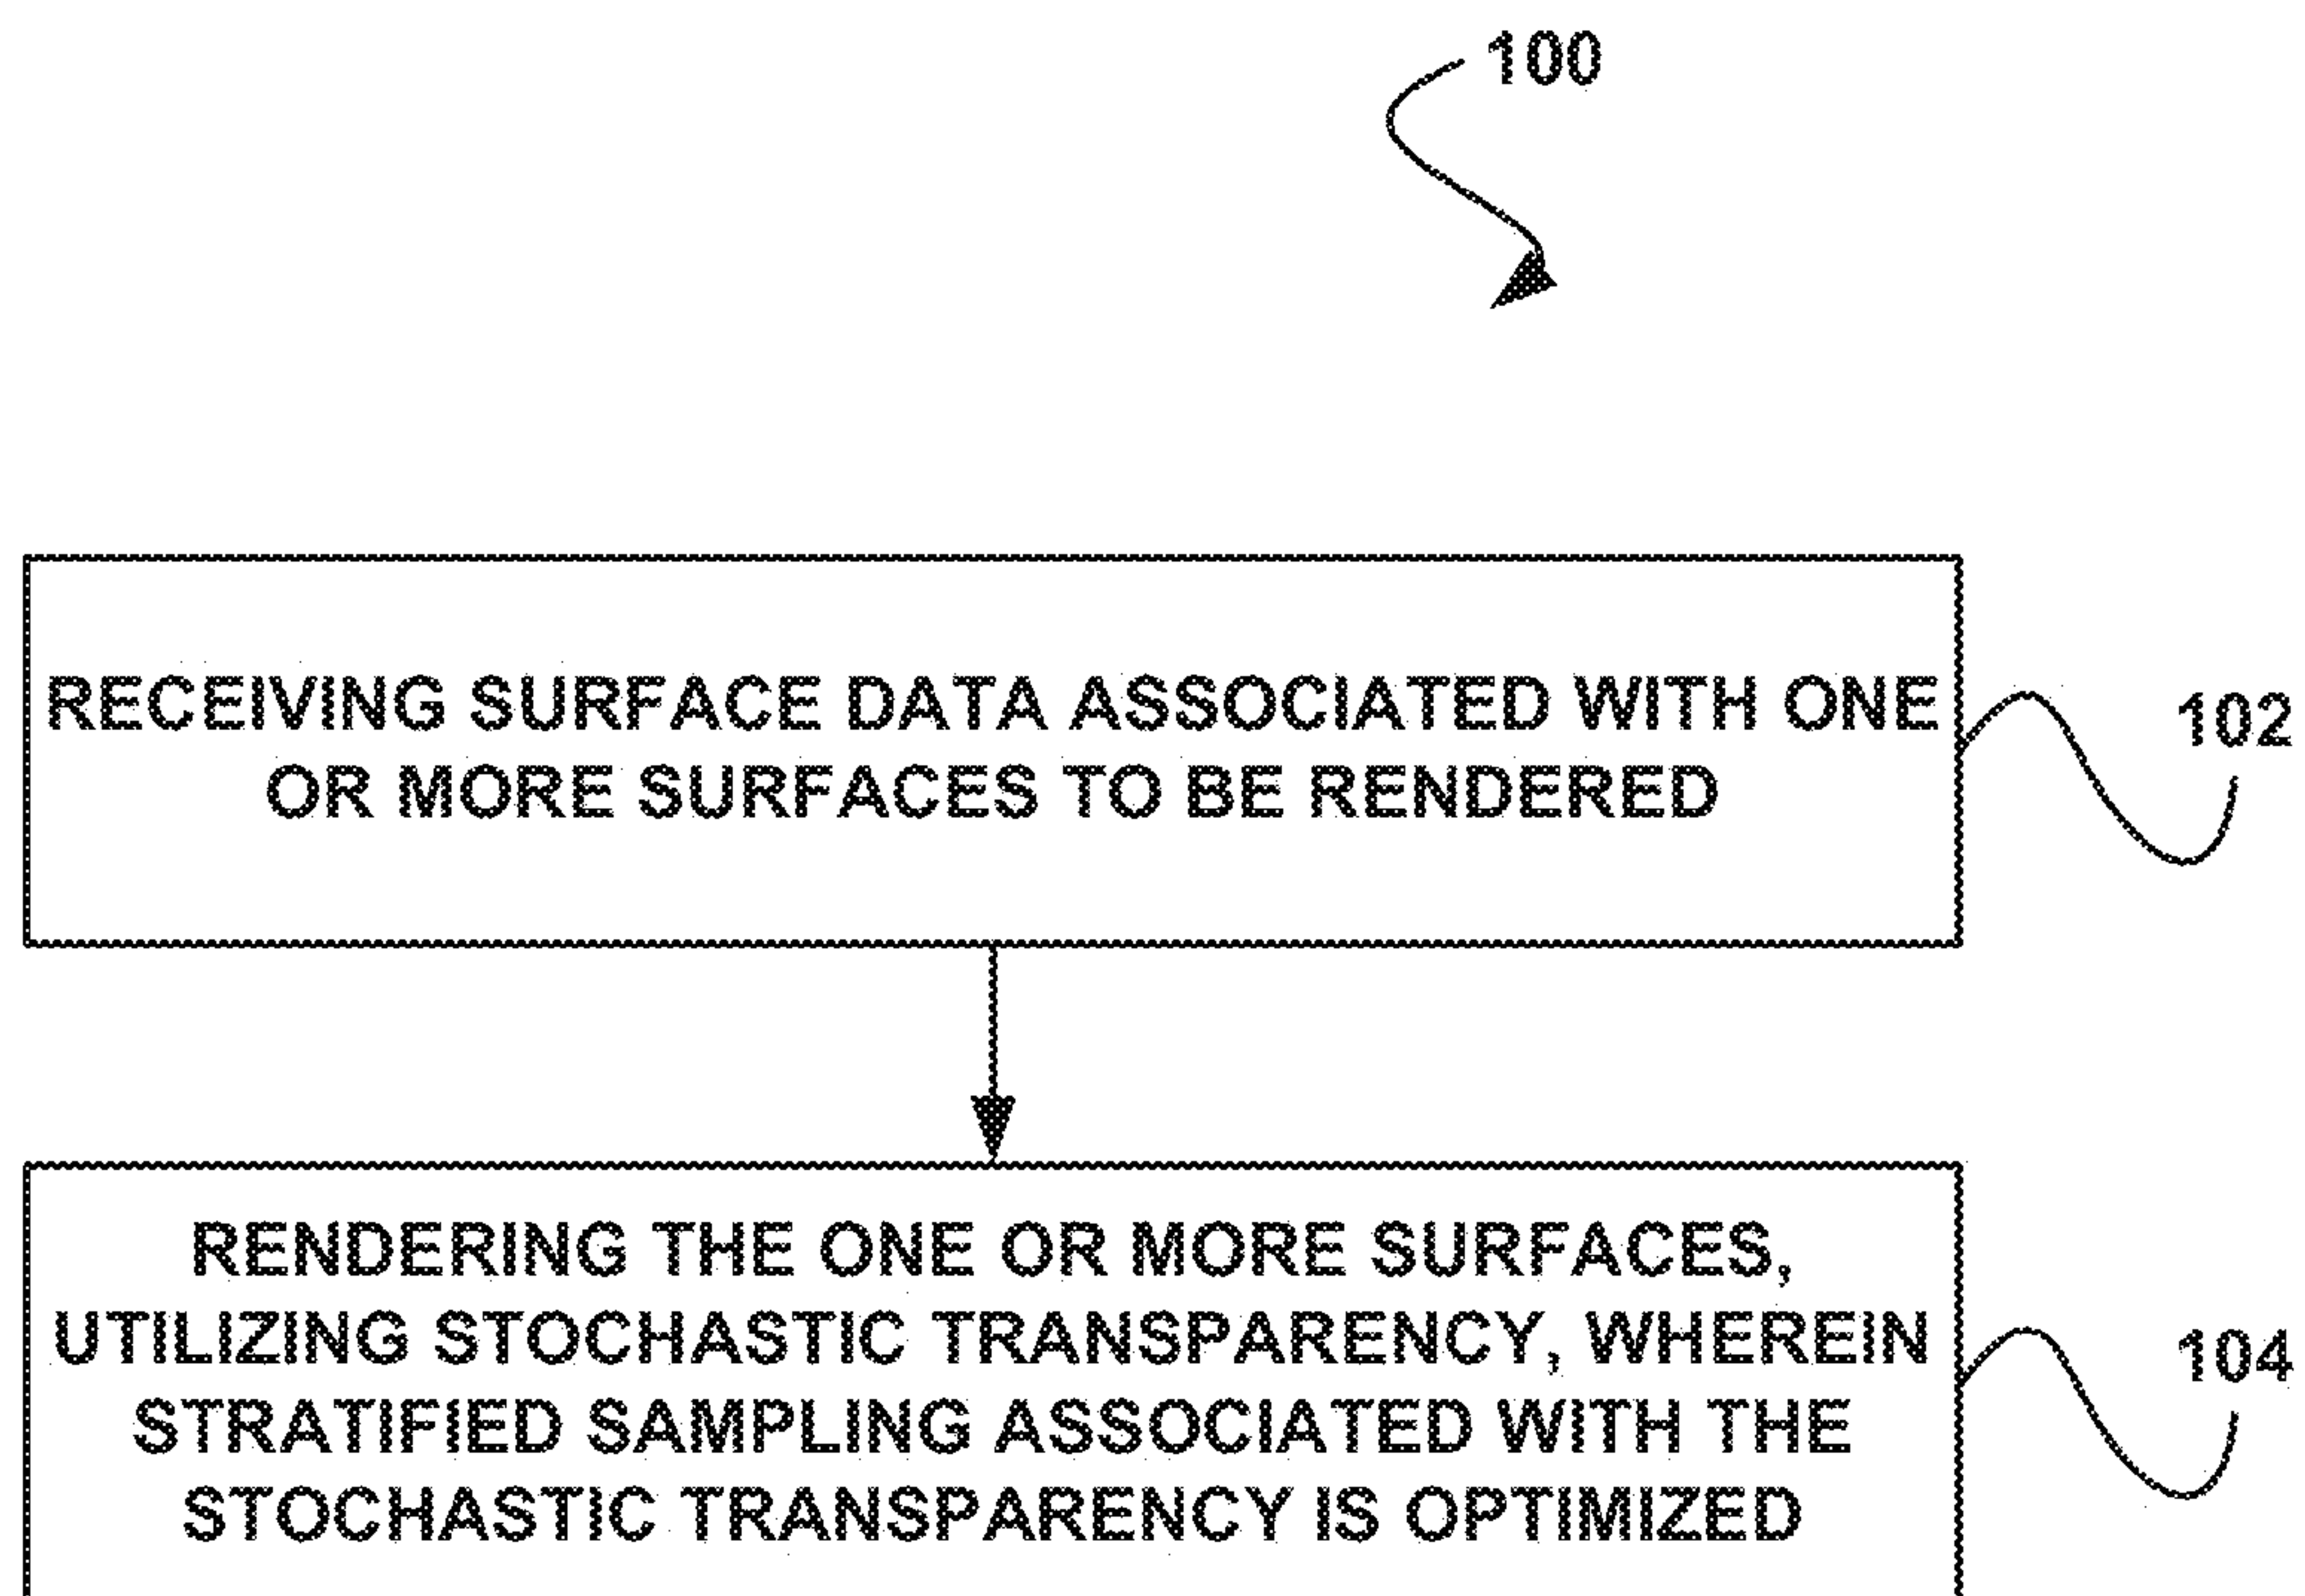 100
RECEIVING SURFACE DATA ASSOCIATED WITH ONE
OR MORE SURFACES TO BE RENDERED
102
RENDERING THE ONE OR MORE SURFACES,
UTILIZING STOCHASTIC TRANSPARENCY, WHEREIN
STRATIFIED SAMPLING ASSOCIATED WITH THE
STOCHASTIC TRANSPARENCY IS OPTIMIZED
104